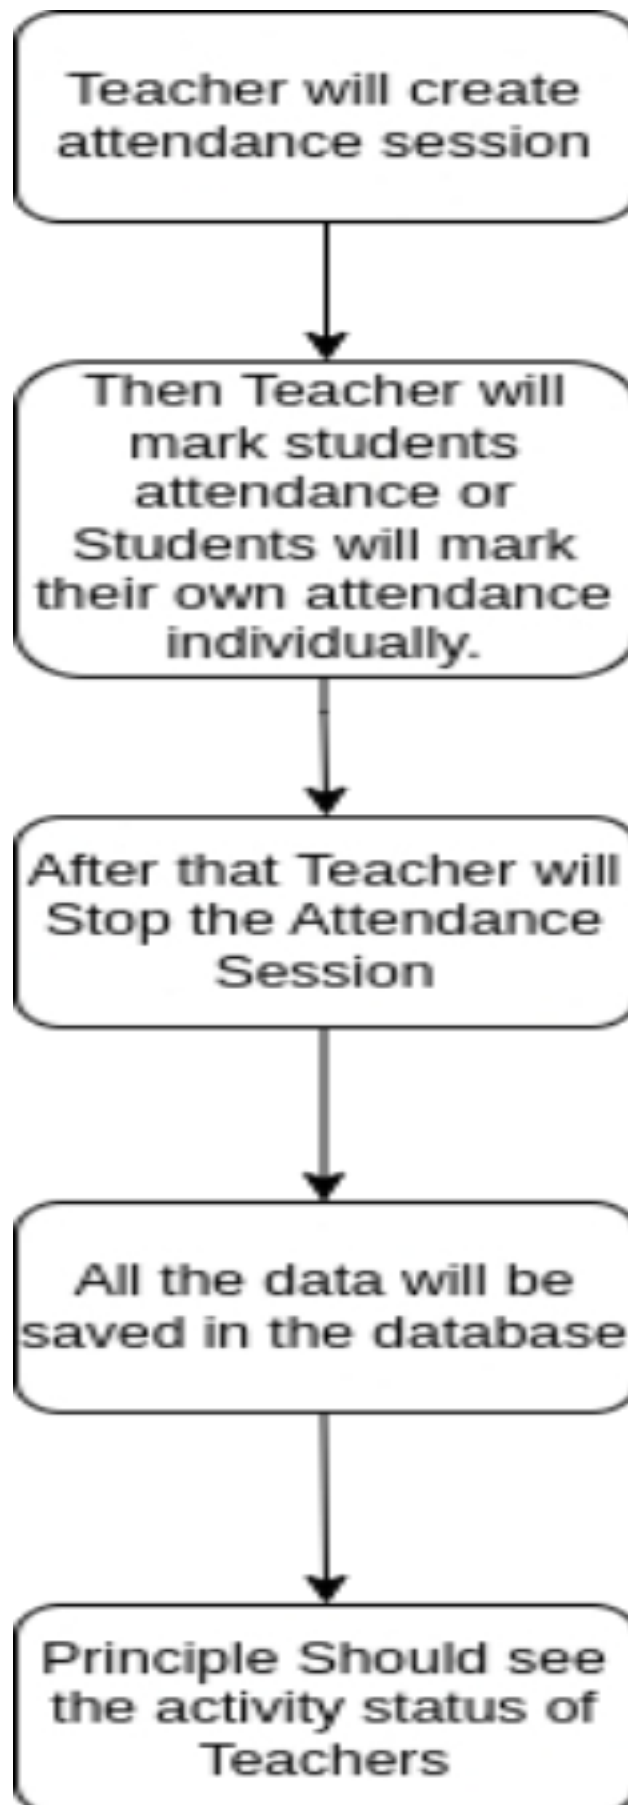 Teacher will create
attendance session
Then Teacher will
mark students
attendance or
Students will mark
their own attendance
individually.
After that Teacher will
Stop the Attendance
Session
All the data will be
saved in the database
Principle Should see
the activity status of
Teachers